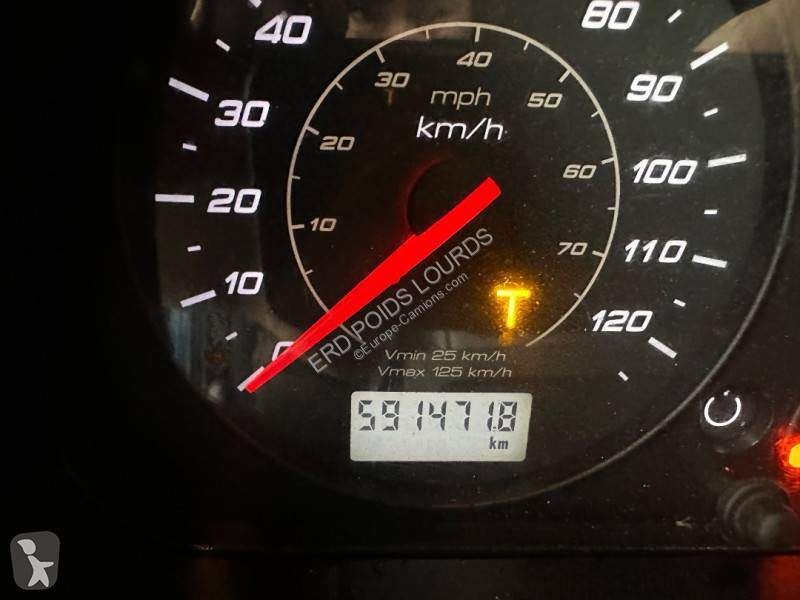 40
30
20
10
0
80
90
100
110
120
10
20
30
40
50
60
70
mph
km/h
T
Vmin 25 km/h
Vmax 125 km/h
591471.8
km
ERD POIDS LOURDS
©Europe-Camions.com